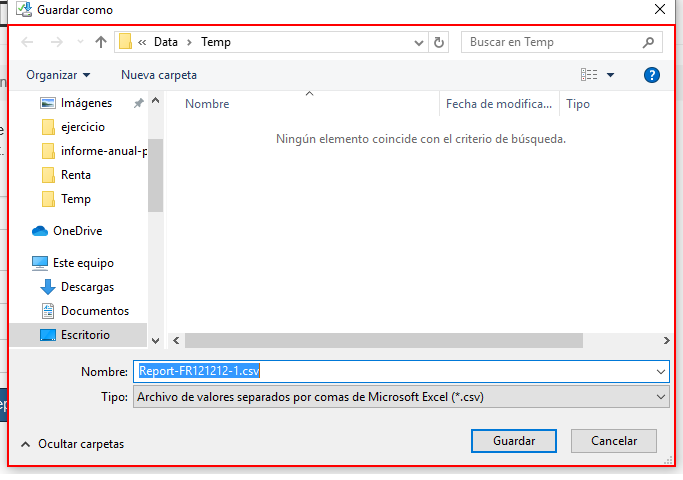 Guardar como
« Data › Temp
Buscar en Temp
Organizar
Nueva carpeta
?
Imágenes
ejercicio
informe-anual-p
Renta
Temp
OneDrive
Este equipo
Descargas
Documentos
Escritorio
Nombre
Fecha de modifica...
Tipo
Ningún elemento coincide con el criterio de búsqueda.
Nombre: Report-FR121212-1.csv
Tipo: Archivo de valores separados por comas de Microsoft Excel (*.csv)
Ocultar carpetas
Guardar
Cancelar